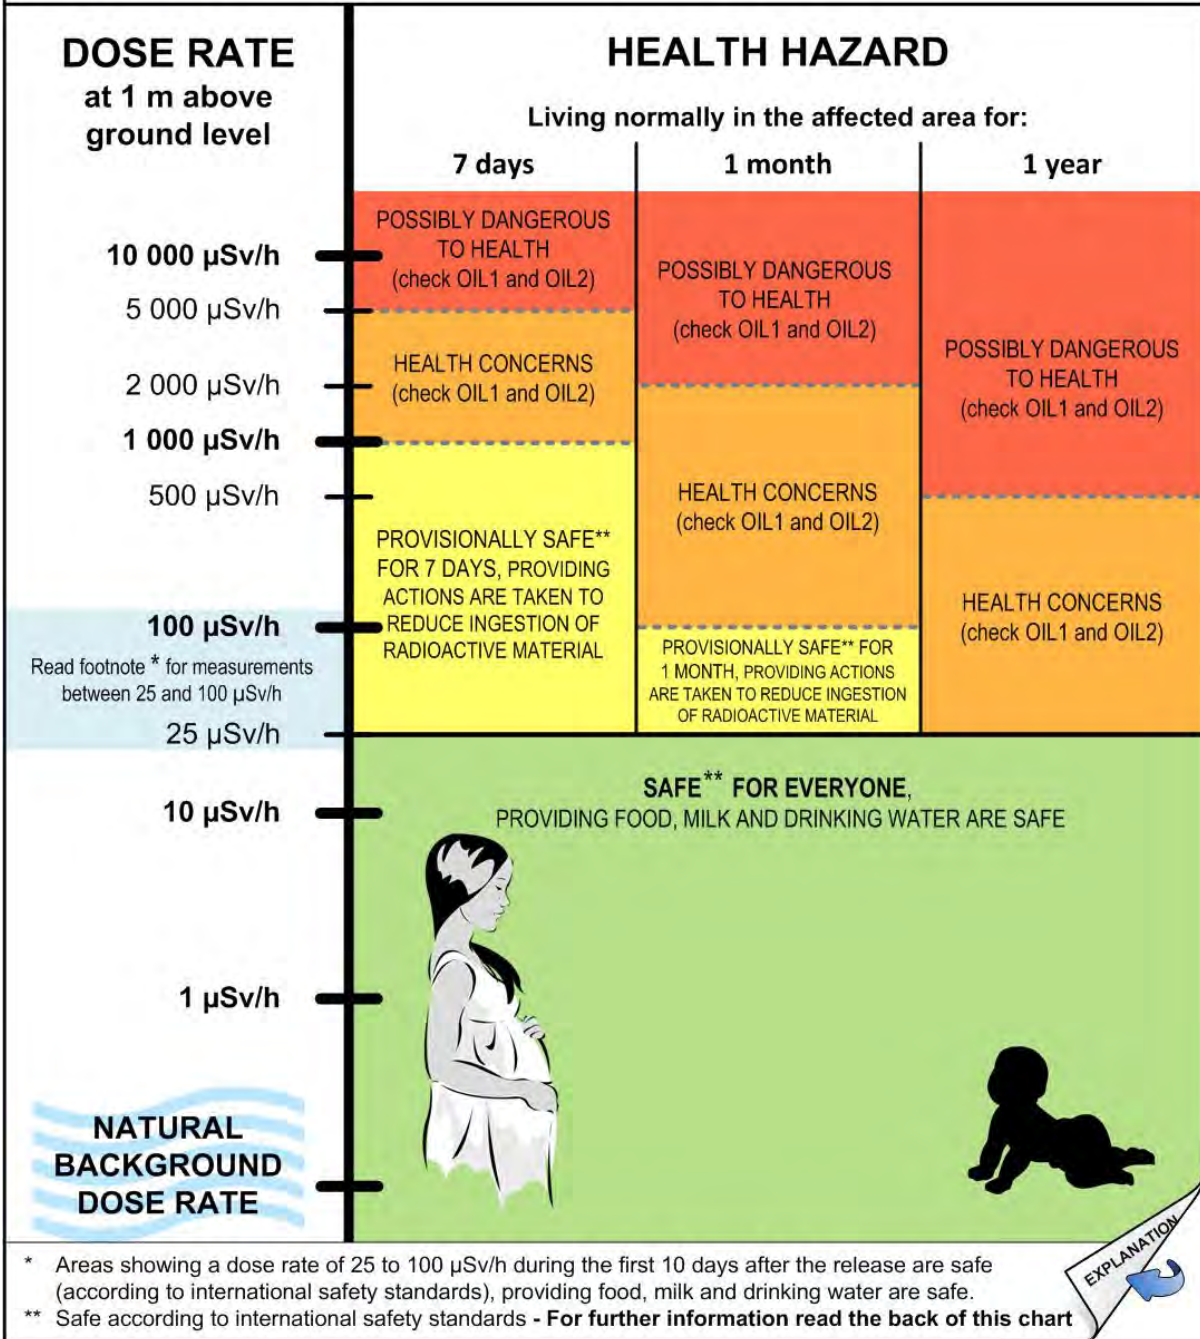 DOSE RATE
at 1 m above
ground level
HEALTH HAZARD
Living normally in the affected area for:
7 days
1 month
1 year
10 000 µSv/h
5 000 µSv/h
2 000 µSv/h
1 000 µSv/h
500 µSv/h
100 µSv/h
Read footnote * for measurements
between 25 and 100 µSv/h
25 µSv/h
10 µSv/h
1 µSv/h
NATURAL
BACKGROUND
DOSE RATE
POSSIBLY DANGEROUS
TO HEALTH
(check OIL1 and OIL2)
HEALTH CONCERNS
(check OIL1 and OIL2)
PROVISIONALLY SAFE**
FOR 7 DAYS, PROVIDING
ACTIONS ARE TAKEN TO
REDUCE INGESTION OF
RADIOACTIVE MATERIAL
POSSIBLY DANGEROUS
TO HEALTH
(check OIL1 and OIL2)
HEALTH CONCERNS
(check OIL1 and OIL2)
PROVISIONALLY SAFE** FOR
1 MONTH, PROVIDING ACTIONS
ARE TAKEN TO REDUCE INGESTION
OF RADIOACTIVE MATERIAL
POSSIBLY DANGEROUS
TO HEALTH
(check OIL1 and OIL2)
HEALTH CONCERNS
(check OIL1 and OIL2)
SAFE** FOR EVERYONE,
PROVIDING FOOD, MILK AND DRINKING WATER ARE SAFE
* Areas showing a dose rate of 25 to 100 µSv/h during the first 10 days after the release are safe
(according to international safety standards), providing food, milk and drinking water are safe.
** Safe according to international safety standards - For further information read the back of this chart
EXPLANATION